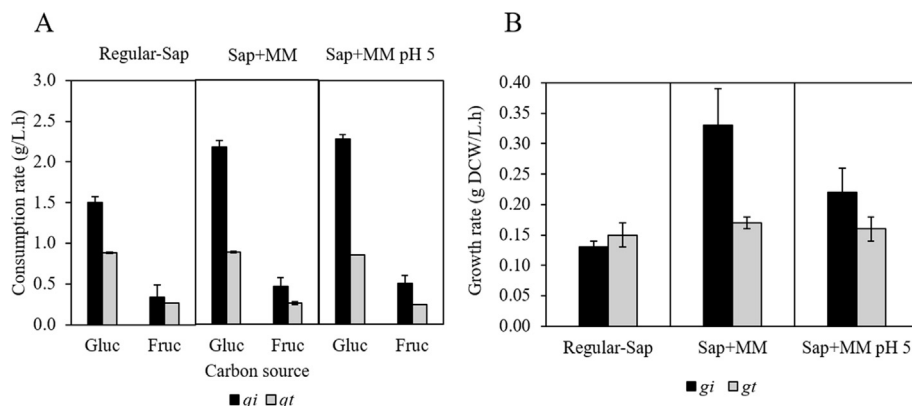 A
Regular-Sap Sap+MM Sap+MM pH 5
Consumption rate (g/L.h)
3.0
2.5
2.0
1.5
1.0
0.5
0.0
Gluc Fruc Gluc Fruc Gluc Fruc
Carbon source
gi gt
B
Growth rate (g DCW/L.h)
0.40
0.35
0.30
0.25
0.20
0.15
0.10
0.05
0.00
Regular-Sap Sap+MM Sap+MM pH 5
gi gt